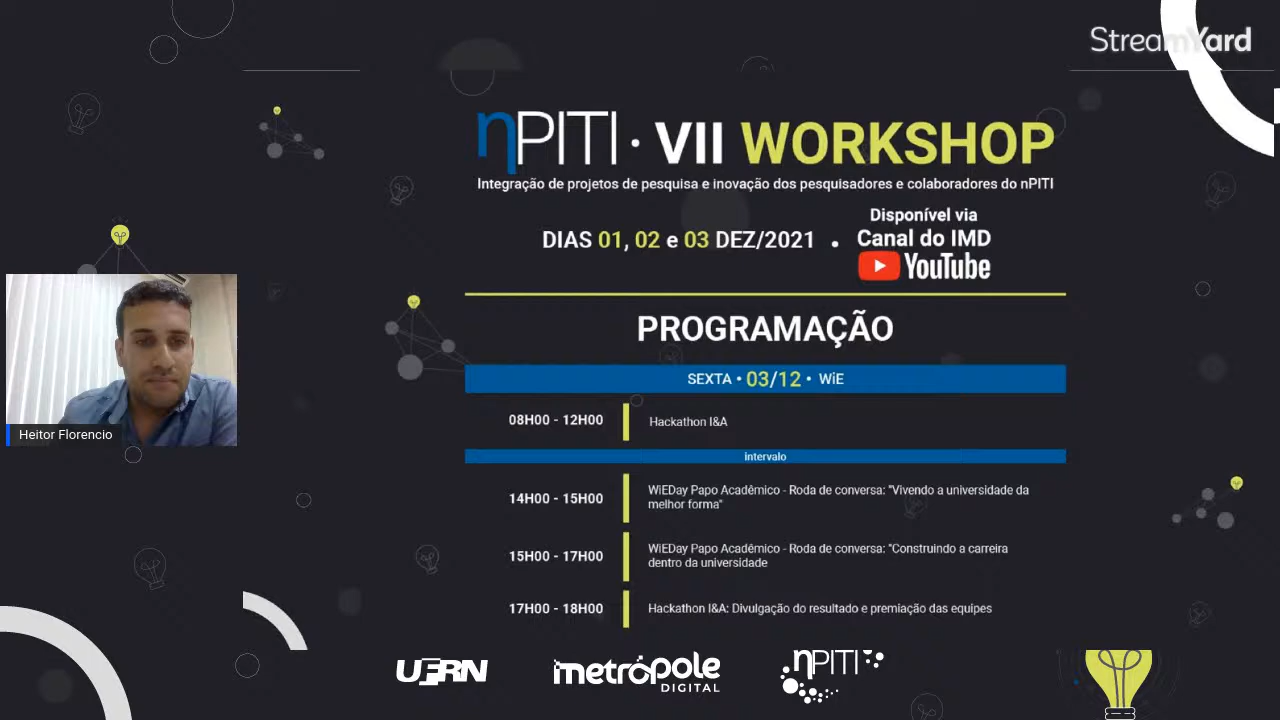 StreamYard
ηPITI · VII WORKSHOP
Integração de projetos de pesquisa e inovação dos pesquisadores e colaboradores do nPITI
DIAS 01, 02 e 03 DEZ/2021 •
Disponível via
Canal do IMD
YouTube
PROGRAMAÇÃO
SEXTA • 03/12 • WiE
08H00 - 12H00
Hackathon I&A
intervalo
14H00 - 15H00
WiEDay Papo Acadêmico - Roda de conversa: "Vivendo a universidade da
melhor forma"
15H00 - 17H00
WiEDay Papo Acadêmico - Roda de conversa: "Construindo a carreira
dentro da universidade
17H00 - 18H00
Hackathon I&A: Divulgação do resultado e premiação das equipes
Heitor Florencio
UFRN
metrópole
DIGITAL
ηPITI